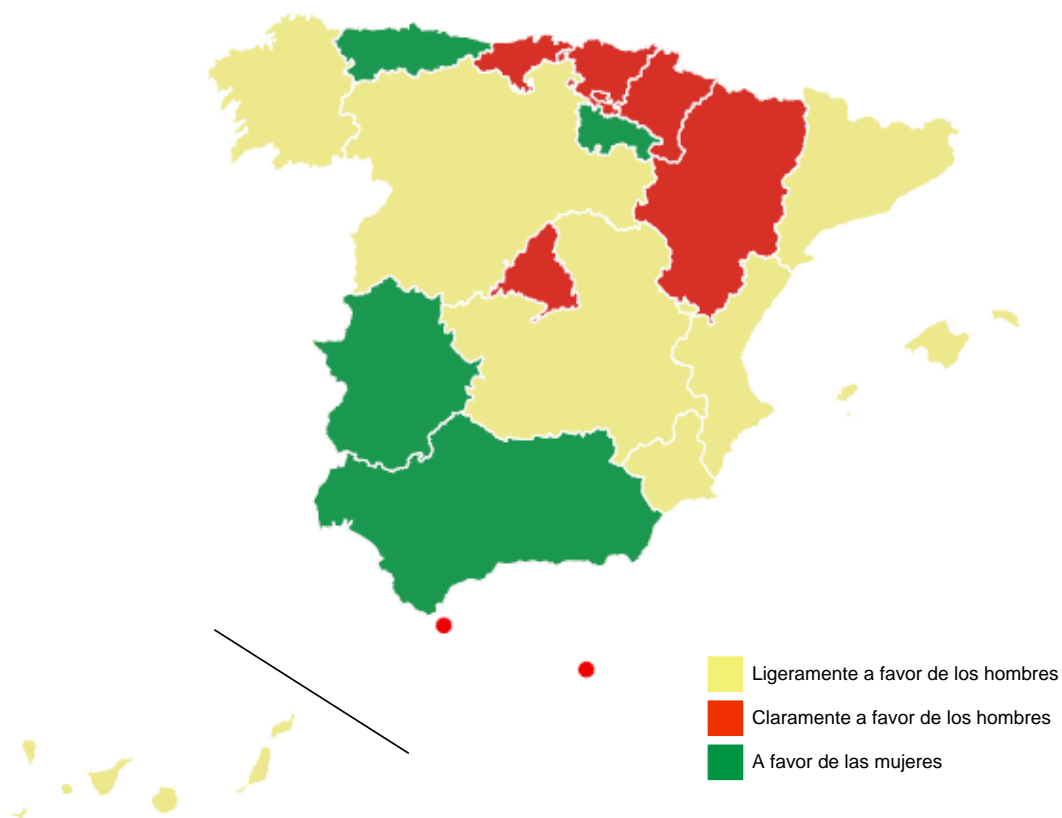 Ligeramente a favor de los hombres
Claramente a favor de los hombres
A favor de las mujeres